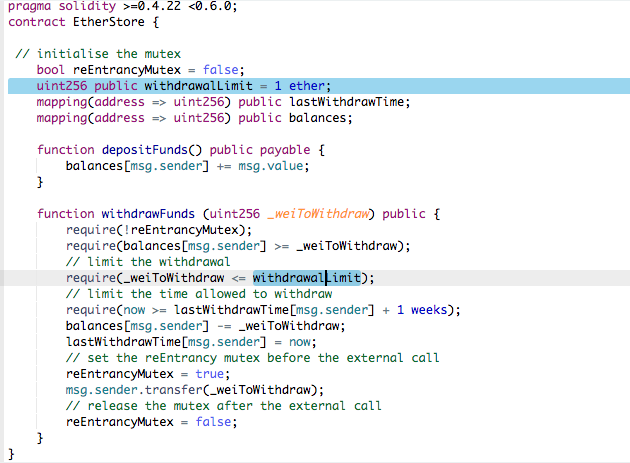 pragma solidity >=0.4.22 <0.6.0;
contract EtherStore {
// initialise the mutex
bool reEntrancyMutex = false;
uint256 public withdrawalLimit = 1 ether;
mapping(address => uint256) public lastWithdrawTime;
mapping(address => uint256) public balances;
function depositFunds() public payable {
balances[msg.sender] += msg.value;
}
function withdrawFunds (uint256 _weiToWithdraw) public {
require(!reEntrancyMutex);
require(balances[msg.sender] >= _weiToWithdraw);
// limit the withdrawal
require(_weiToWithdraw <= withdrawalLimit);
// limit the time allowed to withdraw
require(now >= lastWithdrawTime[msg.sender] + 1 weeks);
balances[msg.sender] -= _weiToWithdraw;
lastWithdrawTime[msg.sender] = now;
// set the reEntrancy mutex before the external call
reEntrancyMutex = true;
msg.sender.transfer(_weiToWithdraw);
// release the mutex after the external call
reEntrancyMutex = false;
}
}